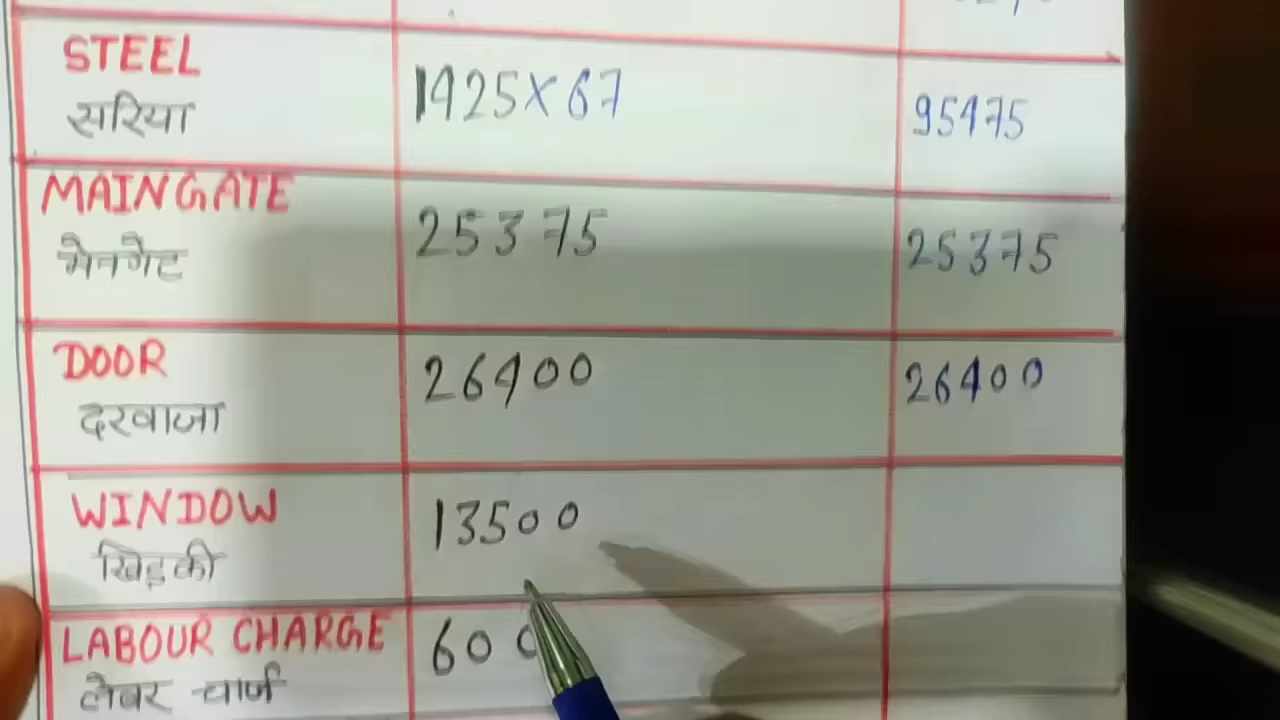 STEEL
सरिया
1425×67
95475
MAINGATE
मेनगेट
25375
25375
DOOR
दरवाजा
26400
26400
WINDOW
खिड़की
13500
LABOUR CHARGE
लेबर चार्ज